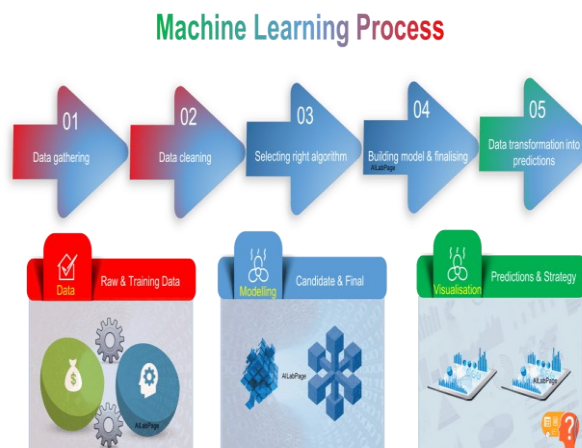 Machine Learning Process
01
Data gathering
02
Data cleaning
03
Selecting right algorithm
04
Building model & finalising
AILabPage
05
Data transformation into
predictions
Data
Raw & Training Data
Modelling
Candidate & Final
Visualisation
Predictions & Strategy
$
AILabPage
AILabPage
AILabPage
?